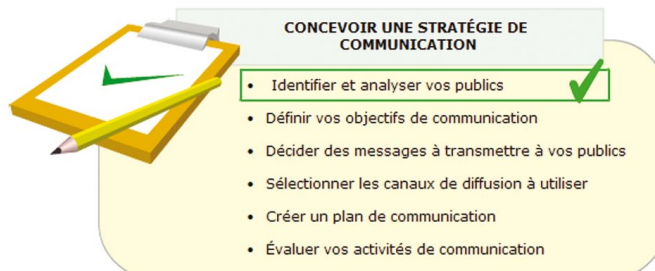 CONCEVOIR UNE STRATÉGIE DE
COMMUNICATION
• Identifier et analyser vos publics
• Définir vos objectifs de communication
• Décider des messages à transmettre à vos publics
• Sélectionner les canaux de diffusion à utiliser
• Créer un plan de communication
• Évaluer vos activités de communication